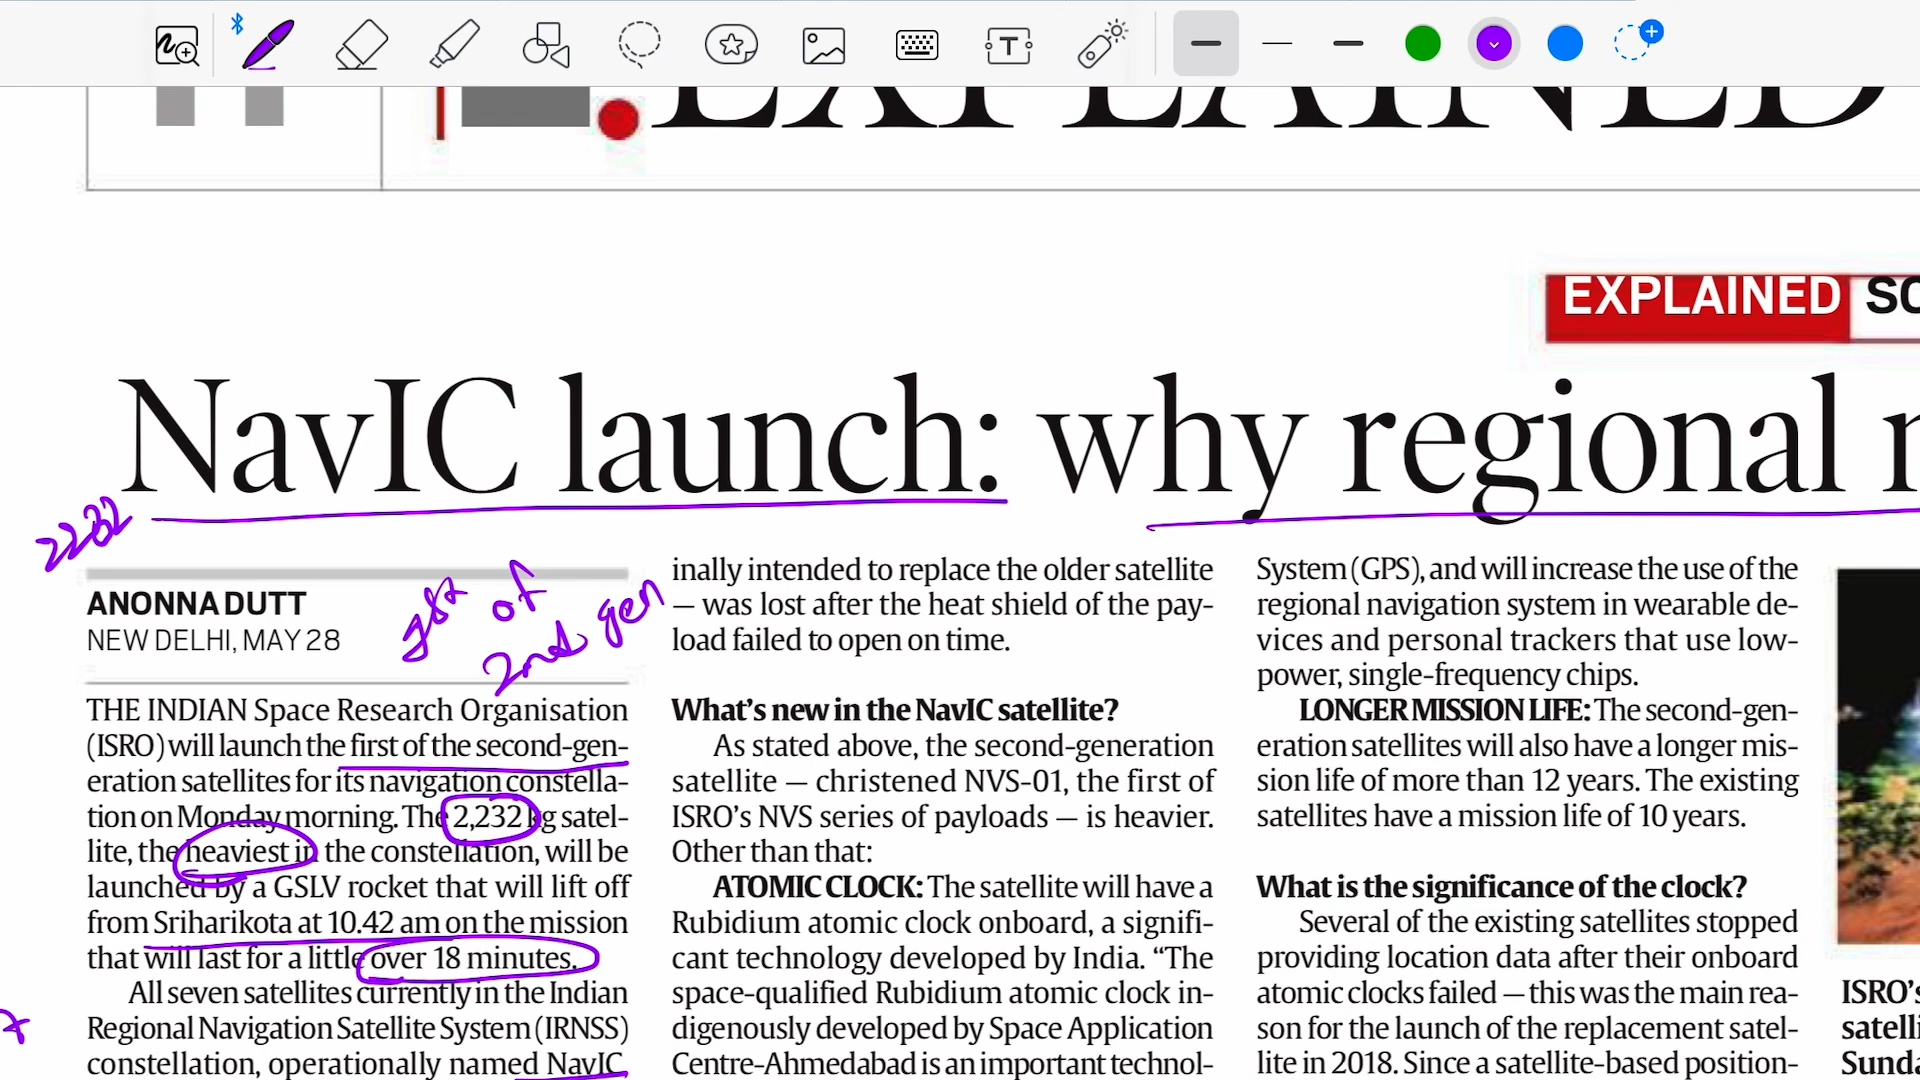 EXPLAINED
EXPLAINED SC
NavIC launch: why regional
2232
ANONNA DUTT
NEW DELHI, MAY 28
of
2nd gen
THE INDIAN Space Research Organisation
(ISRO) will launch the first of the second-gen-
eration satellites for its navigation constella-
tion on Monday morning. The 2,232 kg satel-
lite, the heaviest in the constellation, will be
launched by a GSLV rocket that will lift off
from Sriharikota at 10.42 am on the mission
that will last for a little over 18 minutes.
All seven satellites currently in the Indian
Regional Navigation Satellite System (IRNSS)
constellation, operationally named NavIC,
inally intended to replace the older satellite
— was lost after the heat shield of the pay-
load failed to open on time.
What's new in the NavIC satellite?
As stated above, the second-generation
satellite — christened NVS-01, the first of
ISRO's NVS series of payloads — is heavier.
Other than that:
ATOMIC CLOCK: The satellite will have a
Rubidium atomic clock onboard, a signifi-
cant technology developed by India. “The
space-qualified Rubidium atomic clock in-
digenously developed by Space Application
Centre-Ahmedabad is an important technol-
System (GPS), and will increase the use of the
regional navigation system in wearable de-
vices and personal trackers that use low-
power, single-frequency chips.
LONGER MISSION LIFE: The second-gen-
eration satellites will also have a longer mis-
sion life of more than 12 years. The existing
satellites have a mission life of 10 years.
What is the significance of the clock?
Several of the existing satellites stopped
providing location data after their onboard
atomic clocks failed — this was the main rea-
son for the launch of the replacement satel-
lite in 2018. Since a satellite-based position-
ISRO's
satelli
Sunda